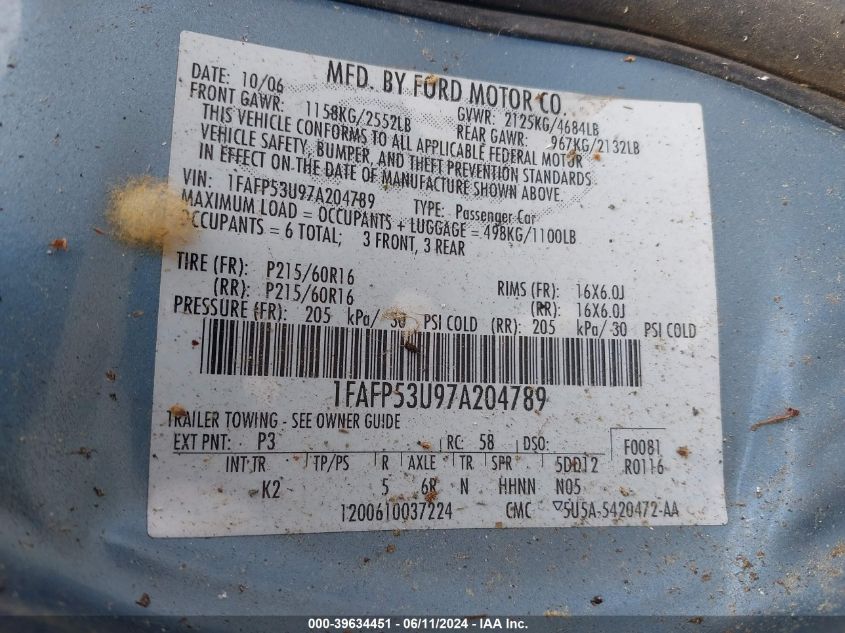 MFD. BY FORD MOTOR CO.
DATE: 10/06 GVWR: 2125KG/4684LB
FRONT GAWR: 1158KG/2552LB REAR GAWR: 967KG/2132LB
THIS VEHICLE CONFORMS TO ALL APPLICABLE FEDERAL MOTOR
VEHICLE SAFETY, BUMPER, AND THEFT PREVENTION STANDARDS
IN EFFECT ON THE DATE OF MANUFACTURE SHOWN ABOVE.
VIN: 1FAFP53U97A204789 TYPE: Passenger Car
MAXIMUM LOAD = OCCUPANTS + LUGGAGE = 498KG/1100LB
OCCUPANTS = 6 TOTAL; 3 FRONT, 3 REAR
TIRE (FR): P215/60R16 RIMS (FR): 16X6.0J
(RR): P215/60R16 (RR): 16X6.0J
PRESSURE (FR): 205 kPa/ 30 PSI COLD (RR): 205 kPa/ 30 PSI COLD
1FAFP53U97A204789
TRAILER TOWING - SEE OWNER GUIDE
EXT PNT: P3 RC: 58 DSO: F0081
INT TR TP/PS R AXLE TR SPR 5DD12 R0116
K2 5 6R N HHNN N05
1200610037224 CMC ▽5U5A-5420472-AA
000-39634451 - 06/11/2024 - IAA Inc.